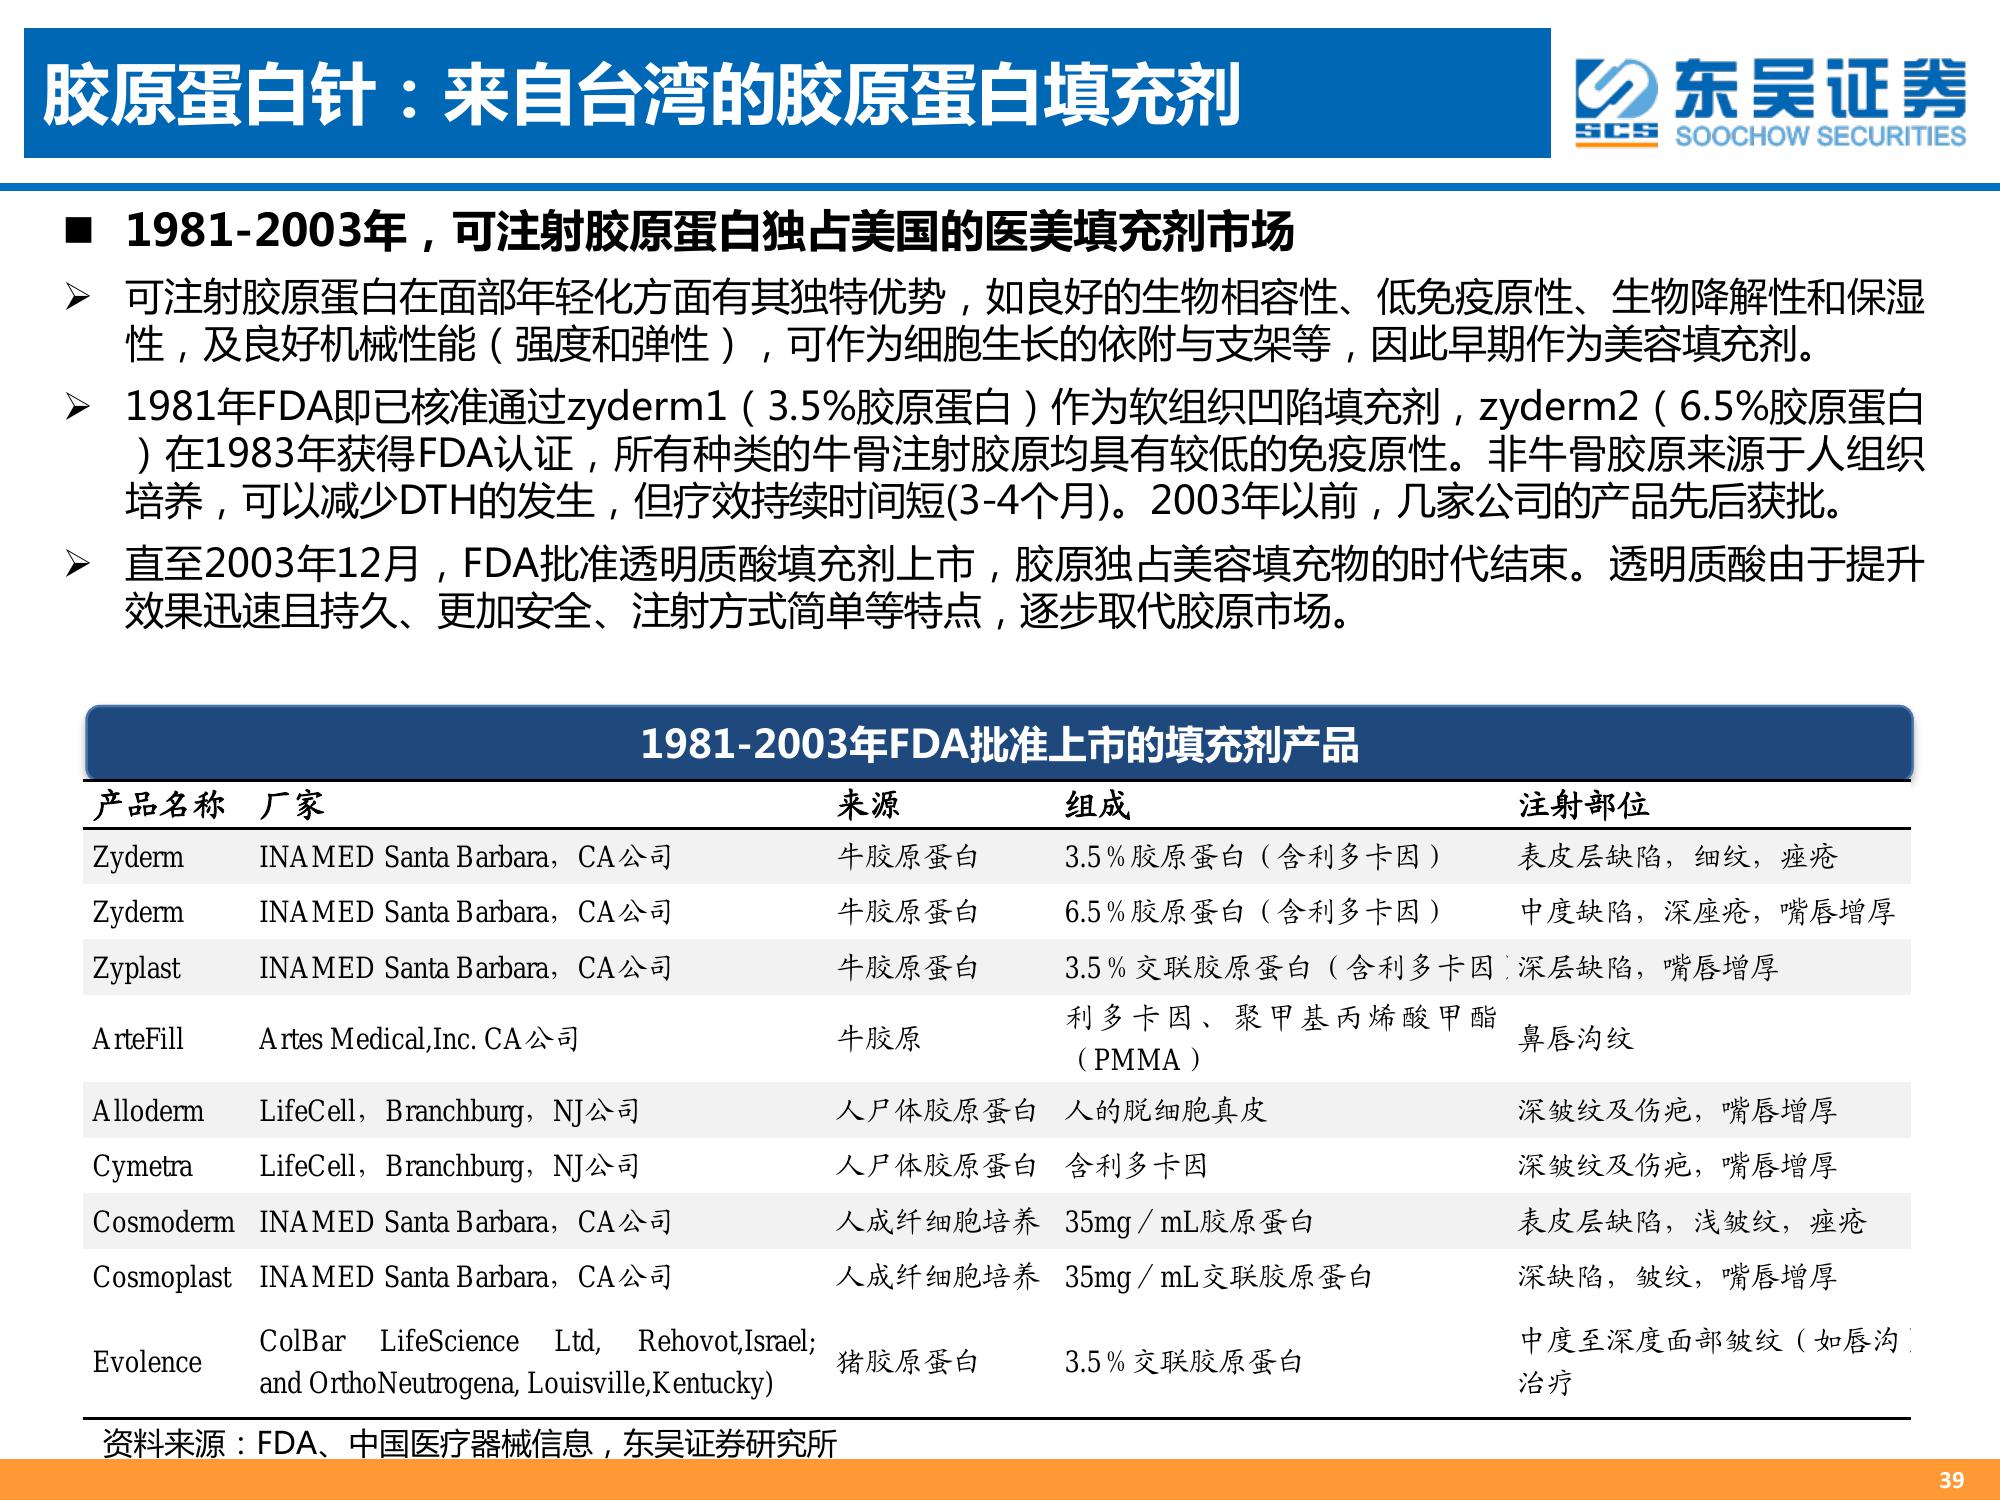 胶原蛋白针：来自台湾的胶原蛋白填充剂
东吴证券
SCS
SOOCHOW SECURITIES
■ 1981-2003年，可注射胶原蛋白独占美国的医美填充剂市场
➢ 可注射胶原蛋白在面部年轻化方面有其独特优势，如良好的生物相容性、低免疫原性、生物降解性和保湿
性，及良好机械性能（强度和弹性），可作为细胞生长的依附与支架等，因此早期作为美容填充剂。
➢ 1981年FDA即已核准通过zyderm1（3.5%胶原蛋白）作为软组织凹陷填充剂，zyderm2（6.5%胶原蛋白
）在1983年获得FDA认证，所有种类的牛骨注射胶原均具有较低的免疫原性。非牛骨胶原来源于人组织
培养，可以减少DTH的发生，但疗效持续时间短(3-4个月)。2003年以前，几家公司的产品先后获批。
➢ 直至2003年12月，FDA批准透明质酸填充剂上市，胶原独占美容填充物的时代结束。透明质酸由于提升
效果迅速且持久、更加安全、注射方式简单等特点，逐步取代胶原市场。
1981-2003年FDA批准上市的填充剂产品
产品名称 厂家 来源 组成 注射部位
Zyderm INAMED Santa Barbara，CA公司 牛胶原蛋白 3.5％胶原蛋白（含利多卡因） 表皮层缺陷，细纹，痤疮
Zyderm INAMED Santa Barbara，CA公司 牛胶原蛋白 6.5％胶原蛋白（含利多卡因） 中度缺陷，深座疮，嘴唇增厚
Zyplast INAMED Santa Barbara，CA公司 牛胶原蛋白 3.5％交联胶原蛋白（含利多卡因） 深层缺陷，嘴唇增厚
ArteFill Artes Medical,Inc. CA公司 牛胶原 利多卡因、聚甲基丙烯酸甲酯 鼻唇沟纹
（PMMA）
Alloderm LifeCell，Branchburg，NJ公司 人尸体胶原蛋白 人的脱细胞真皮 深皱纹及伤疤，嘴唇增厚
Cymetra LifeCell，Branchburg，NJ公司 人尸体胶原蛋白 含利多卡因 深皱纹及伤疤，嘴唇增厚
Cosmoderm INAMED Santa Barbara，CA公司 人成纤细胞培养 35mg／mL胶原蛋白 表皮层缺陷，浅皱纹，痤疮
Cosmoplast INAMED Santa Barbara，CA公司 人成纤细胞培养 35mg／mL交联胶原蛋白 深缺陷，皱纹，嘴唇增厚
Evolence ColBar LifeScience Ltd, Rehovot,Israel; 猪胶原蛋白 3.5％交联胶原蛋白 中度至深度面部皱纹（如唇沟）
and OrthoNeutrogena, Louisville,Kentucky) 治疗
资料来源：FDA、中国医疗器械信息，东吴证券研究所
39